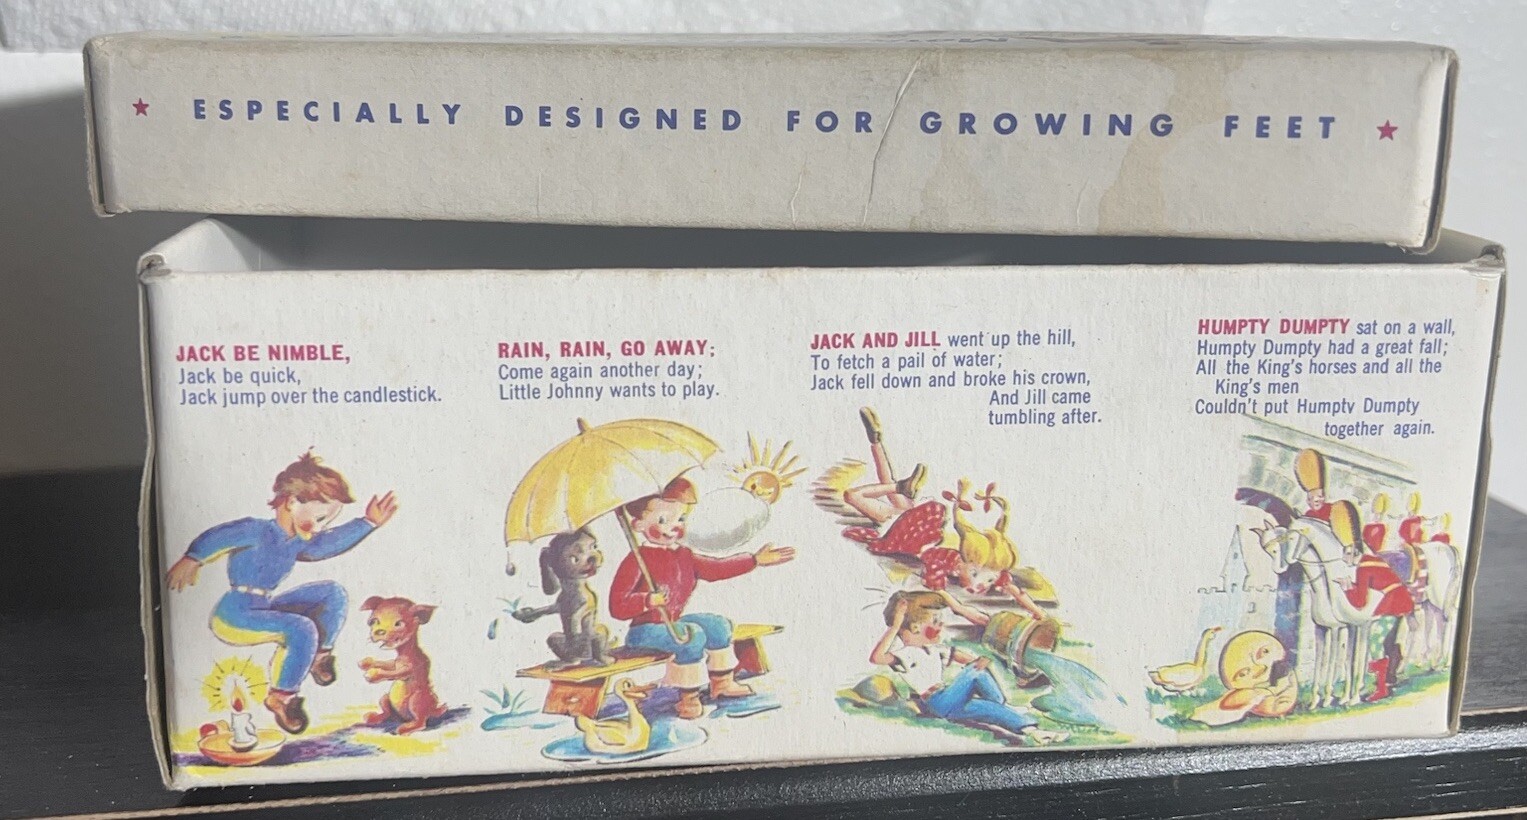 ★ ESPECIALLY DESIGNED FOR GROWING FEET ★
JACK BE NIMBLE,
Jack be quick,
Jack jump over the candlestick.
RAIN, RAIN, GO AWAY;
Come again another day;
Little Johnny wants to play.
JACK AND JILL went up the hill,
To fetch a pail of water;
Jack fell down and broke his crown,
And Jill came
tumbling after.
HUMPTY DUMPTY sat on a wall,
Humpty Dumpty had a great fall;
All the King's horses and all the
King's men
Couldn't put Humpty Dumpty
together again.